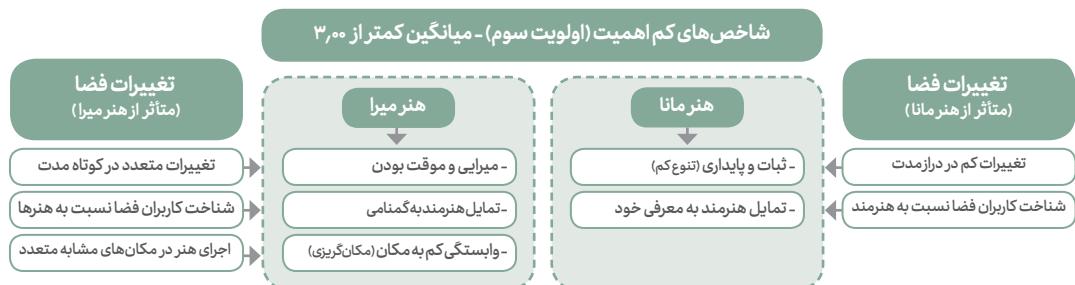 شاخص‌های کم اهمیت (اولویت سوم) - میانگین کمتر از ۳٫۰۰
تغییرات فضا
(متأثر از هنر مانا)
تغییرات کم در درازمدت
شناخت کاربران فضا نسبت به هنرمند
هنر مانا
- ثبات و پایداری (تنوع کم)
- تمایل هنرمند به معرفی خود
هنر میرا
- میرایی و موقت بودن
- تمایل هنرمند به گمنامی
- وابستگی کم به مکان (مکان‌گریزی)
تغییرات فضا
(متأثر از هنر میرا)
تغییرات متعدد در کوتاه مدت
شناخت کاربران فضا نسبت به هنرها
اجرای هنر در مکان‌های مشابه متعدد